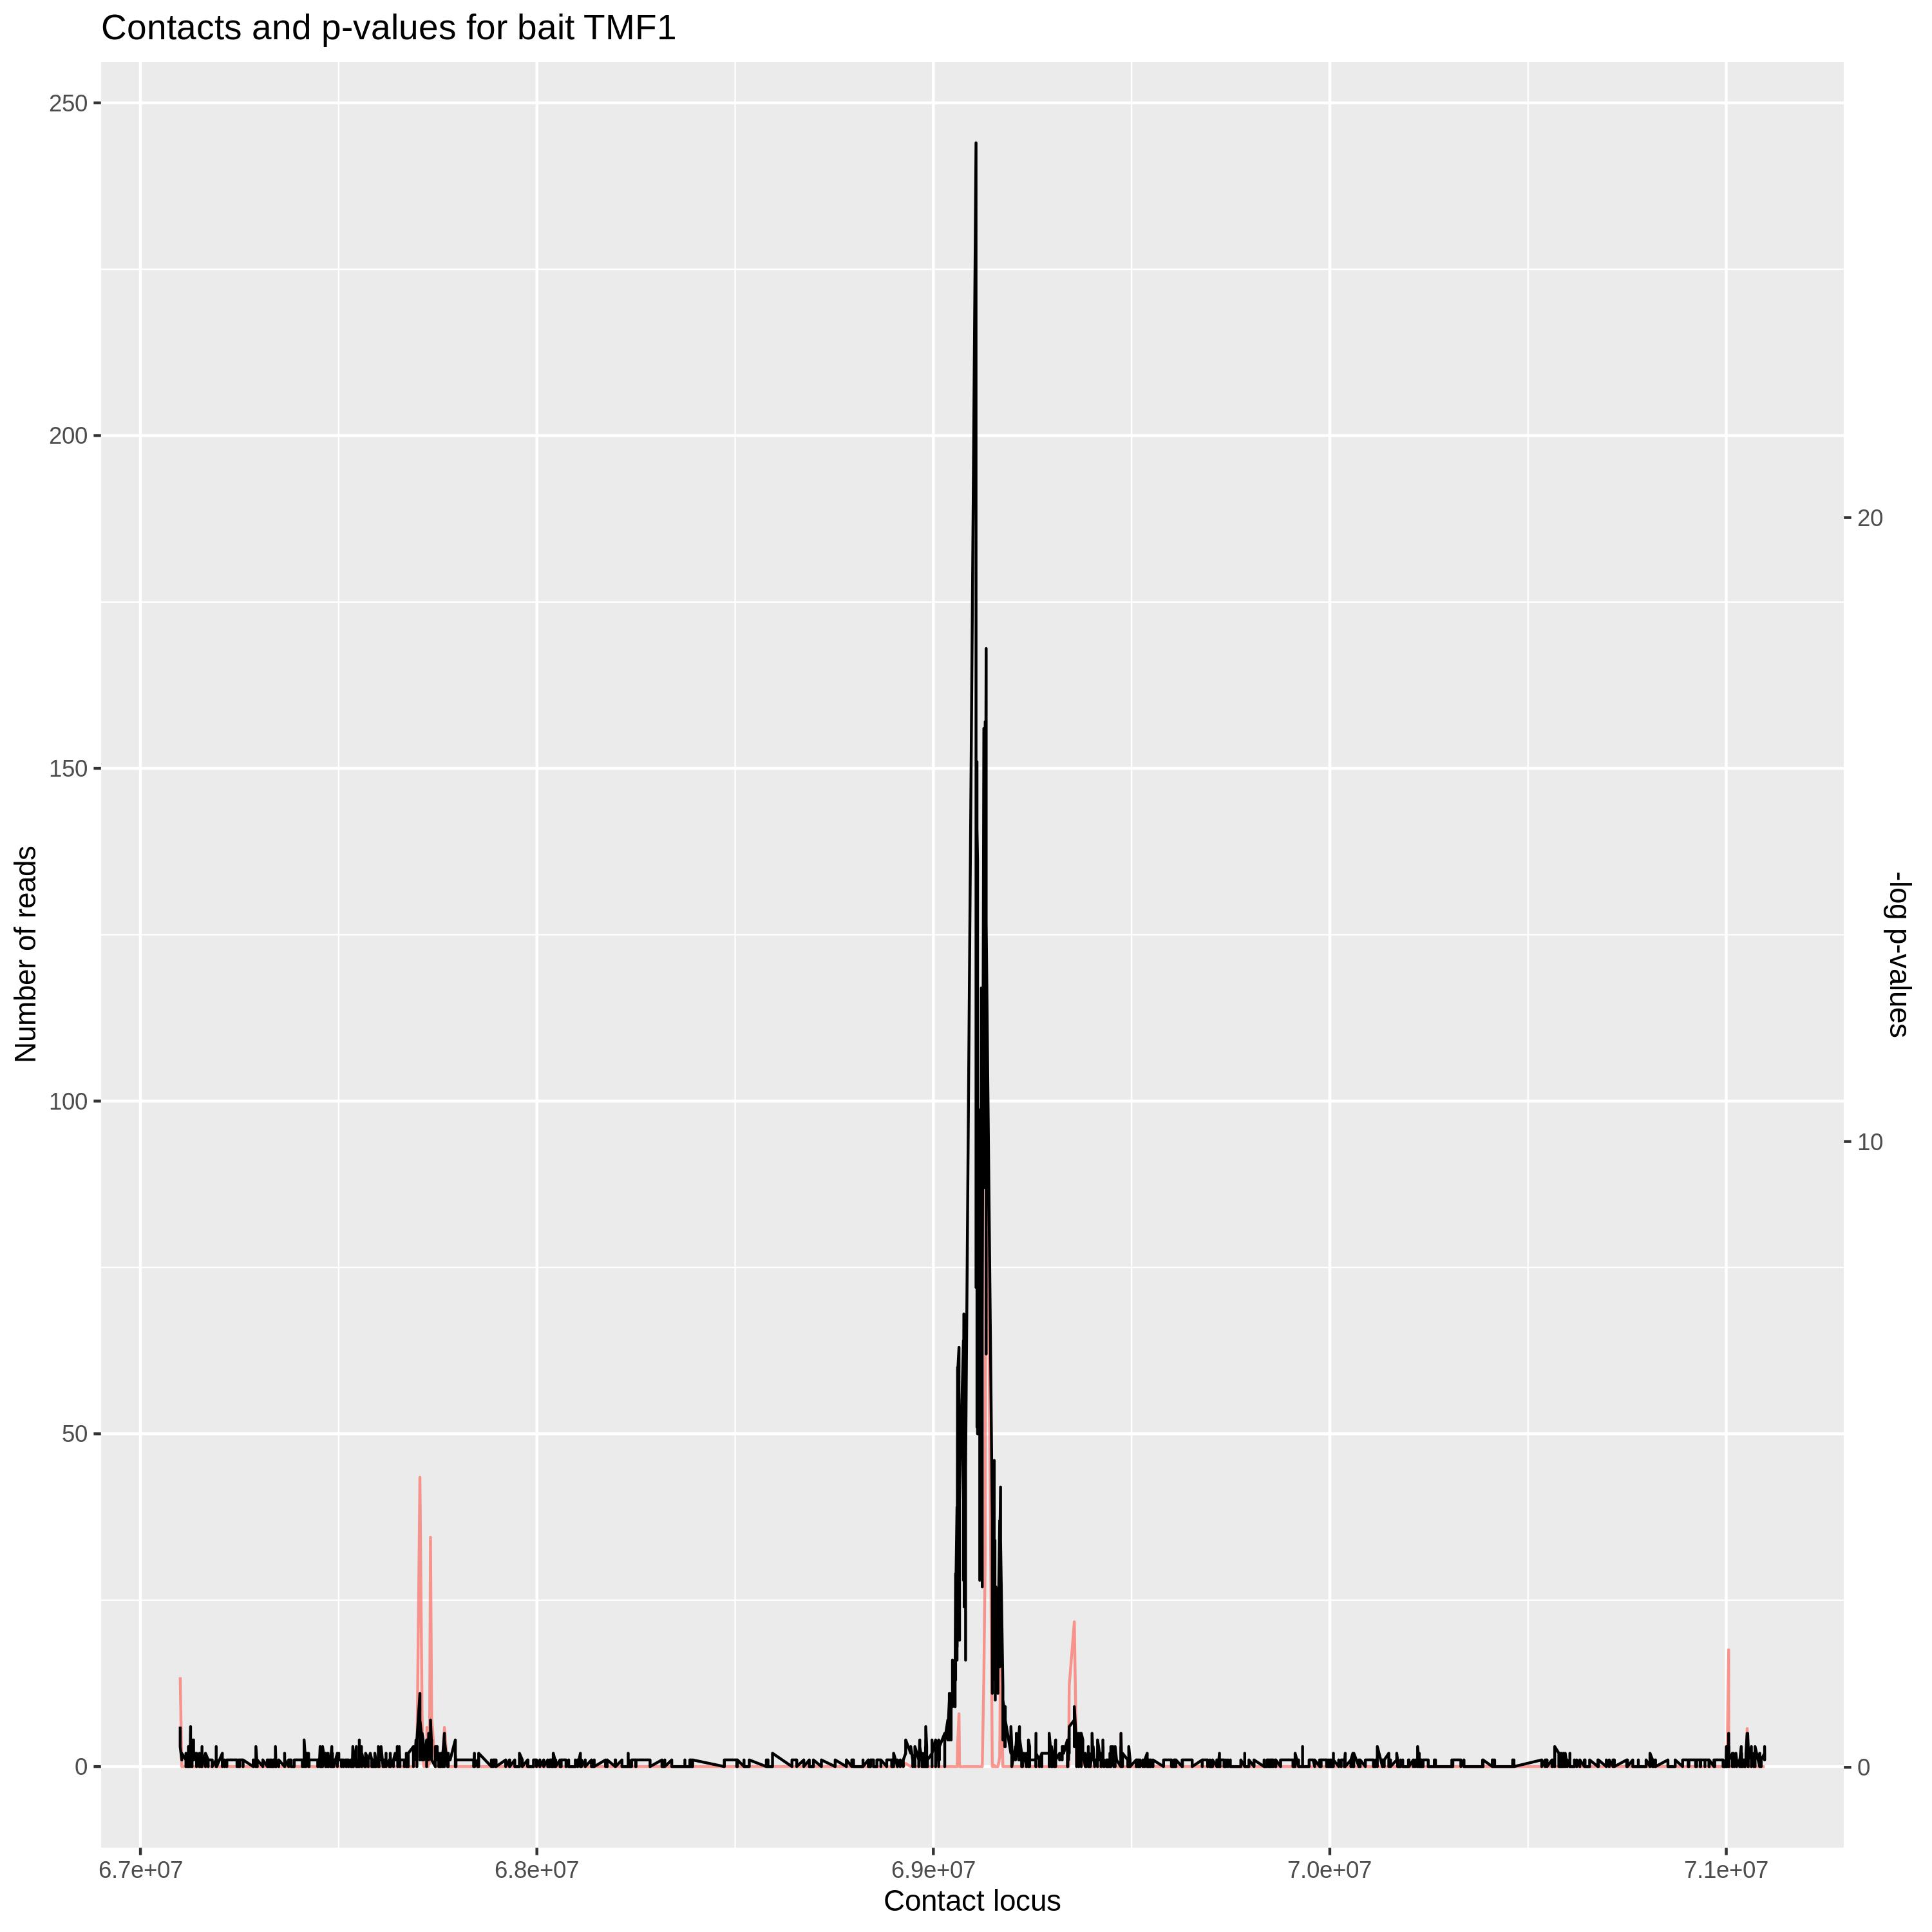 Contacts and p-values for bait TMF1
250
200
150
100
50
0
Number of reads
20
10
0
-log p-values
6.7e+07
6.8e+07
6.9e+07
7.0e+07
7.1e+07
Contact locus